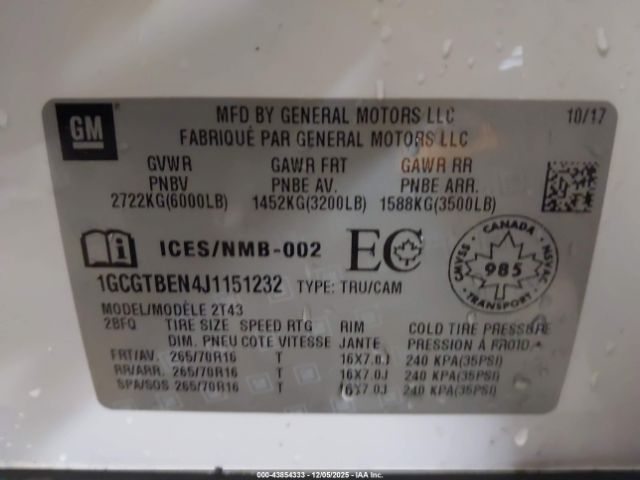 GM
MFD BY GENERAL MOTORS LLC 10/17
FABRIQUÉ PAR GENERAL MOTORS LLC
GVWR GAWR FRT GAWR RR
PNBV PNBE AV. PNBE ARR.
2722KG(6000LB) 1452KG(3200LB) 1588KG(3500LB)
i ICES/NMB-002 EC
CANADA
CMVSS 985 NSVAC
TRANSPORT
1GCGTBEN4J1151232 TYPE: TRU/CAM
MODEL/MODÈLE 2T43
2BFQ TIRE SIZE SPEED RTG RIM COLD TIRE PRESSURE
DIM. PNEU COTE VITESSE JANTE PRESSION À FROID
FRT/AV. 265/70R16 T 16X7.0J 240 KPA(35PSI)
RR/ARR. 265/70R16 T 16X7.0J 240 KPA(35PSI)
SPA/SOS 265/70R16 T 16X7.0J 240 KPA(35PSI)
000-43854333 - 12/05/2025 - IAA Inc.